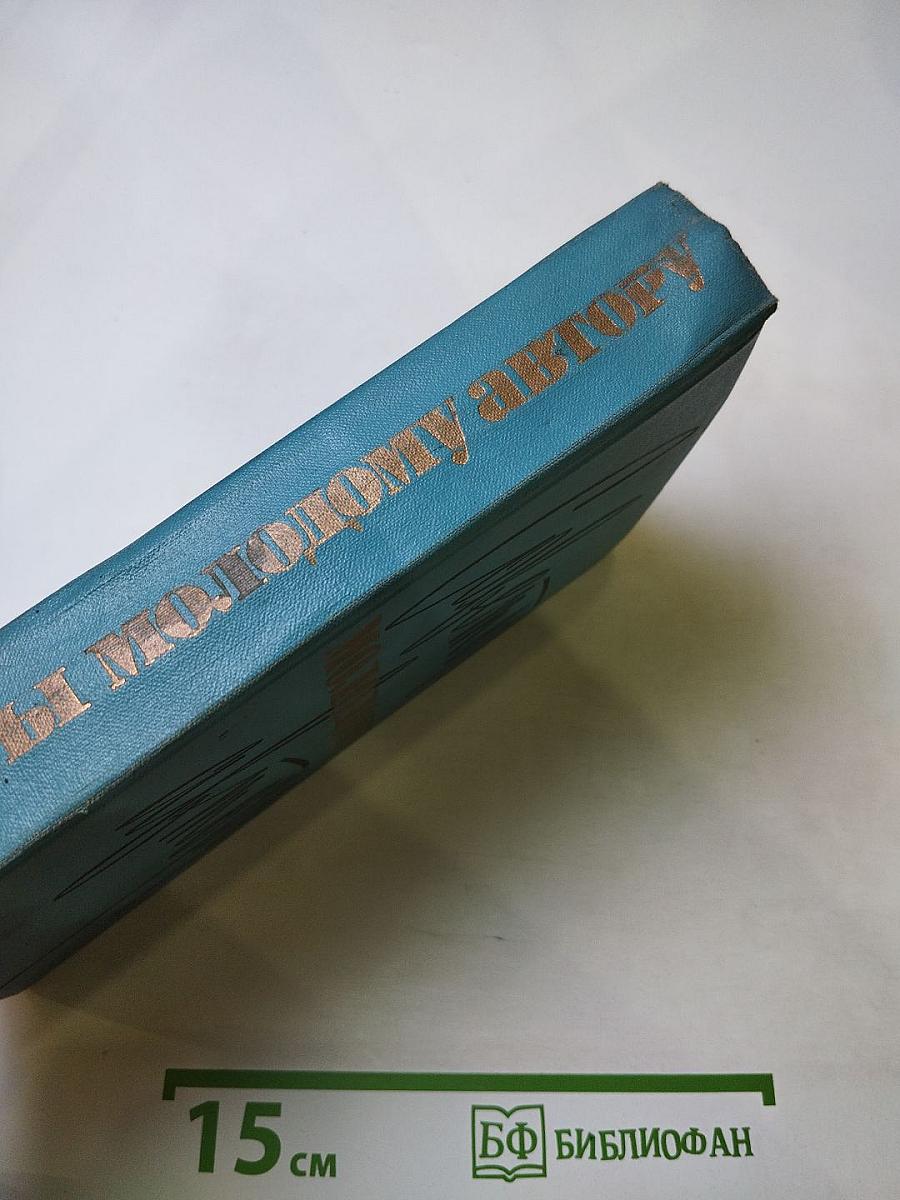 ы молодому автору
15 см
БФ БИБЛИОФАН